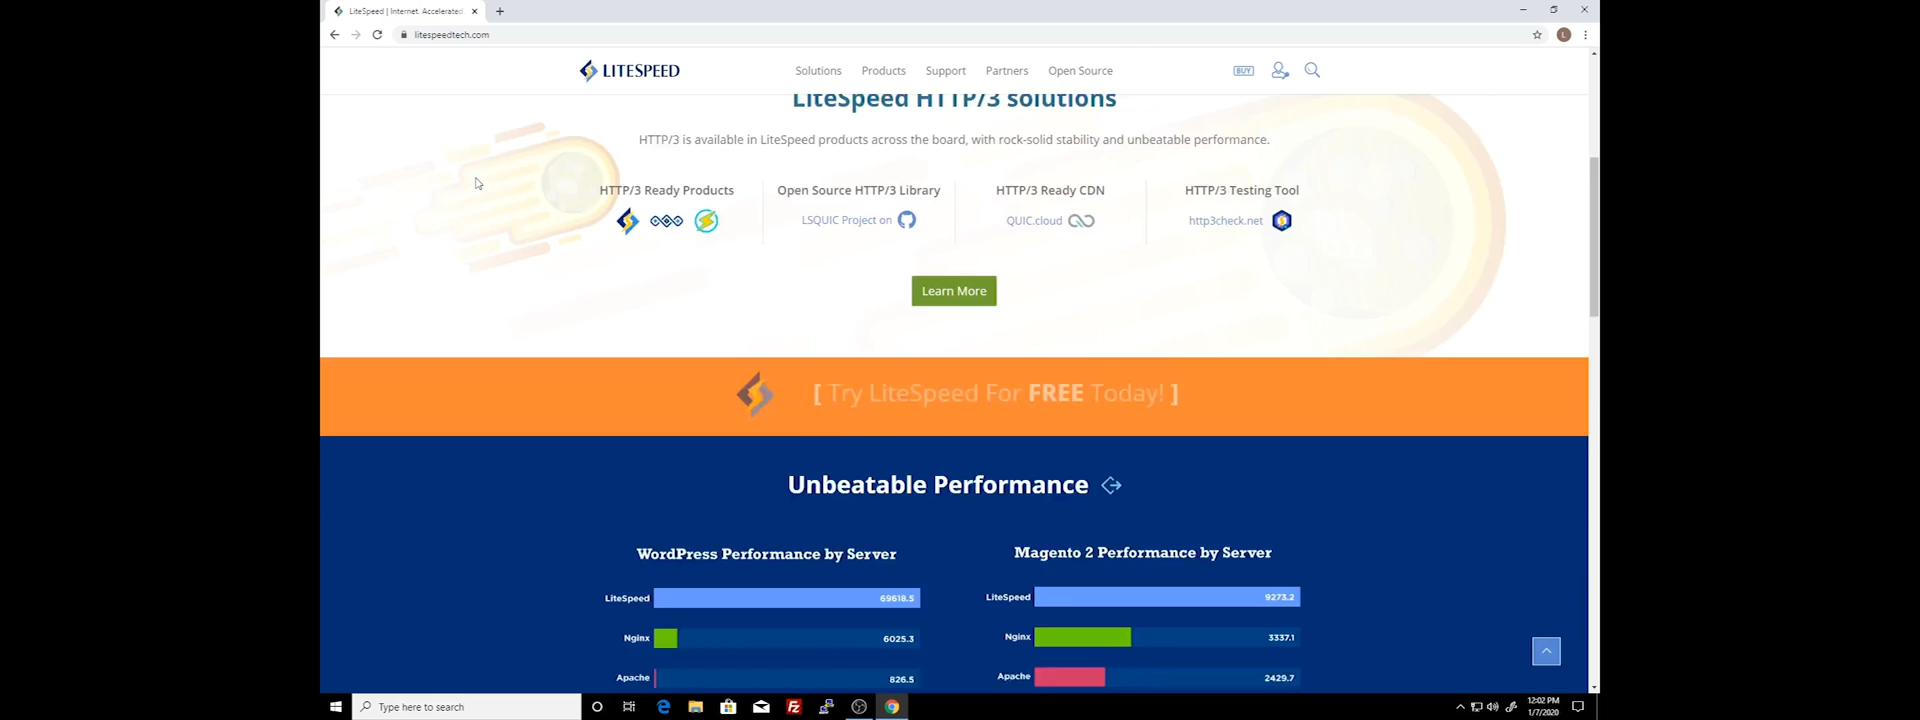 LiteSpeed | Internet. Accelerated
litespeedtech.com
LITESPEED
Solutions Products Support Partners Open Source
BUY
LiteSpeed HTTP/3 solutions
HTTP/3 is available in LiteSpeed products across the board, with rock-solid stability and unbeatable performance.
HTTP/3 Ready Products
Open Source HTTP/3 Library
LSQUIC Project on
HTTP/3 Ready CDN
QUIC.cloud
HTTP/3 Testing Tool
http3check.net
Learn More
[ Try LiteSpeed For FREE Today! ]
Unbeatable Performance
WordPress Performance by Server
LiteSpeed 69618.5
Nginx 6025.3
Apache 826.5
Magento 2 Performance by Server
LiteSpeed 9273.2
Nginx 3337.1
Apache 2429.7
Type here to search
12:02 PM
1/7/2020